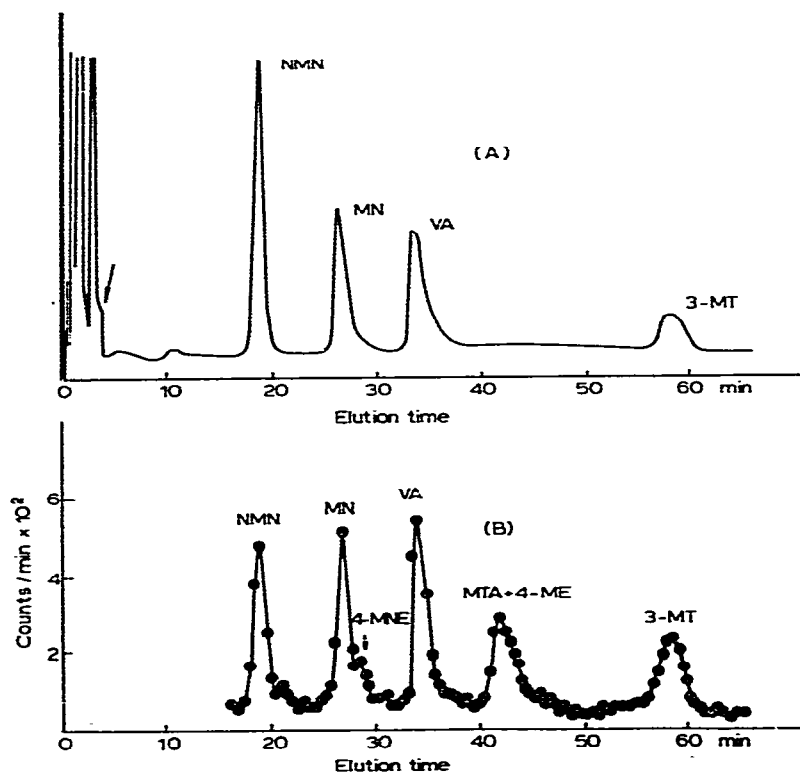 NMN
(A)
MN
VA
3-MT
0 10 20 30 40 50 60 min
Elution time
Counts/min x 10²
6
4
2
NMN
MN
VA
(B)
4-MNE
MTA+4-ME
3-MT
0 10 20 30 40 50 60 min
Elution time